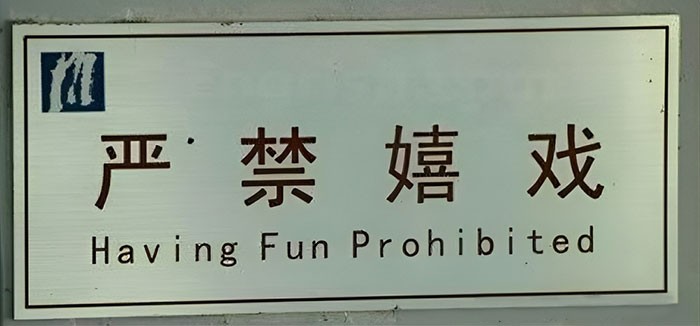 严禁嬉戏
Having Fun Prohibited